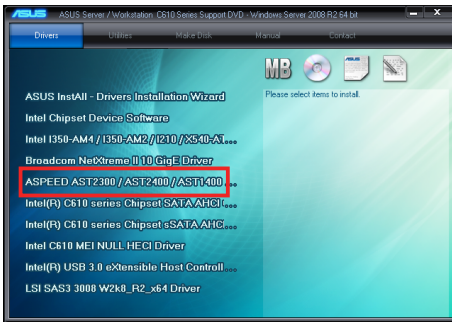 ASUS Server / Workstation C610 Series Support DVD - Windows Server 2008 R2 64 bit
Drivers Utilities Make Disk Manual Contact
MB
Please select items to install.
ASUS InstAll - Drivers Installation Wizard
Intel Chipset Device Software
Intel I350-AM4 / I350-AM2 / I210 / X540-AT...
Broadcom NetXtreme II 10 GigE Driver
ASPEED AST2300 / AST2400 / AST1400 ...
Intel(R) C610 series Chipset SATA AHCI ...
Intel(R) C610 series Chipset sSATA AHC...
Intel C610 MEI NULL HECI Driver
Intel(R) USB 3.0 eXtensible Host Controll...
LSI SAS3 3008 W2k8_R2_x64 Driver